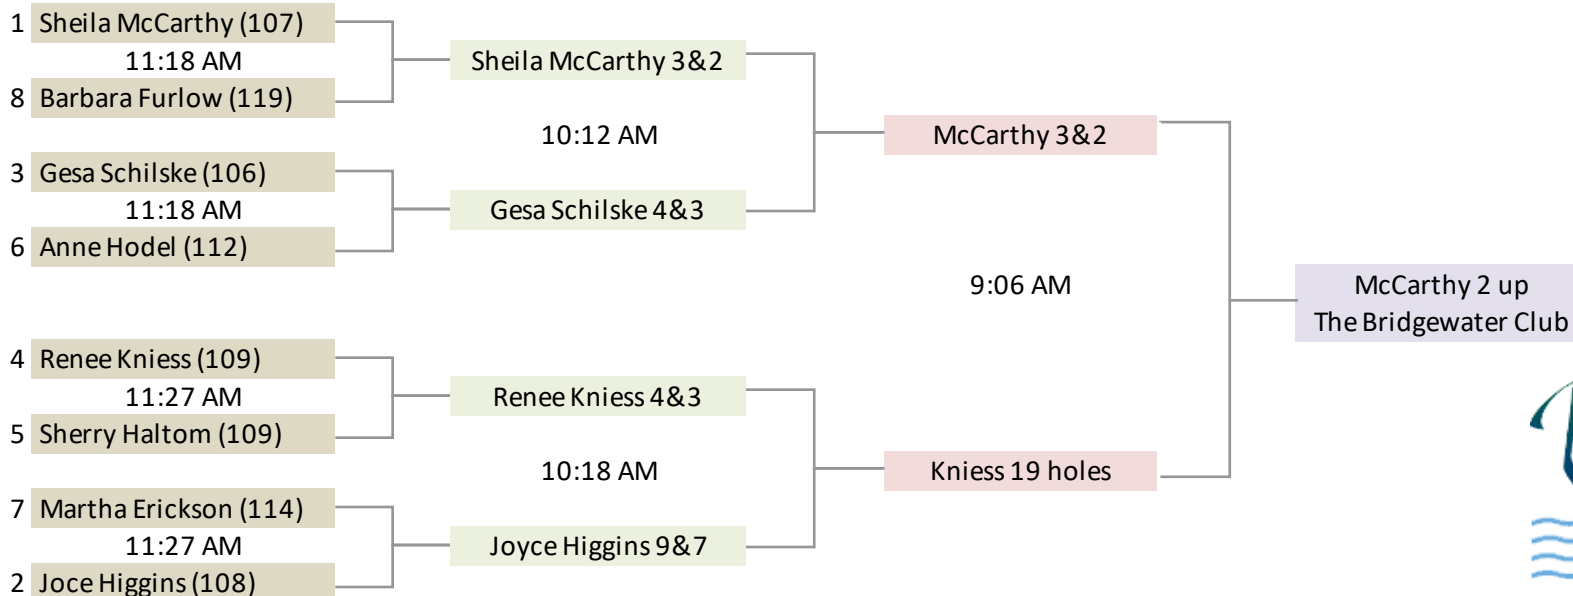 1 Sheila McCarthy (107)
11:18 AM
8 Barbara Furlow (119)
3 Gesa Schilske (106)
11:18 AM
6 Anne Hodel (112)
4 Renee Kniess (109)
11:27 AM
5 Sherry Haltom (109)
7 Martha Erickson (114)
11:27 AM
2 Joce Higgins (108)
Sheila McCarthy 3&2
10:12 AM
Gesa Schilske 4&3
Renee Kniess 4&3
10:18 AM
Joyce Higgins 9&7
McCarthy 3&2
9:06 AM
Kniess 19 holes
McCarthy 2 up
The Bridgewater Club